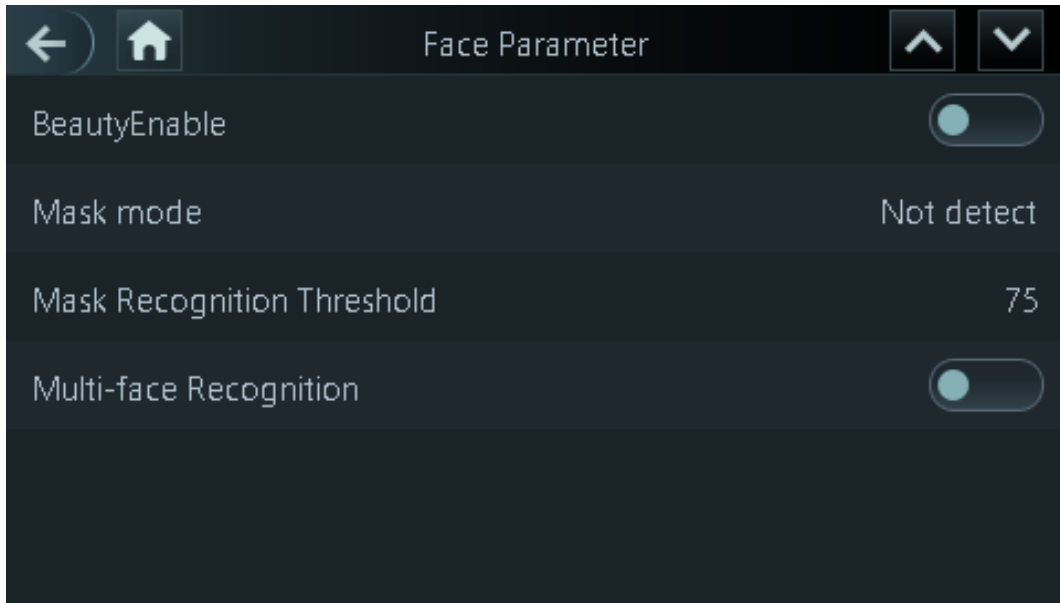 Face Parameter
BeautyEnable
Mask mode Not detect
Mask Recognition Threshold 75
Multi-face Recognition